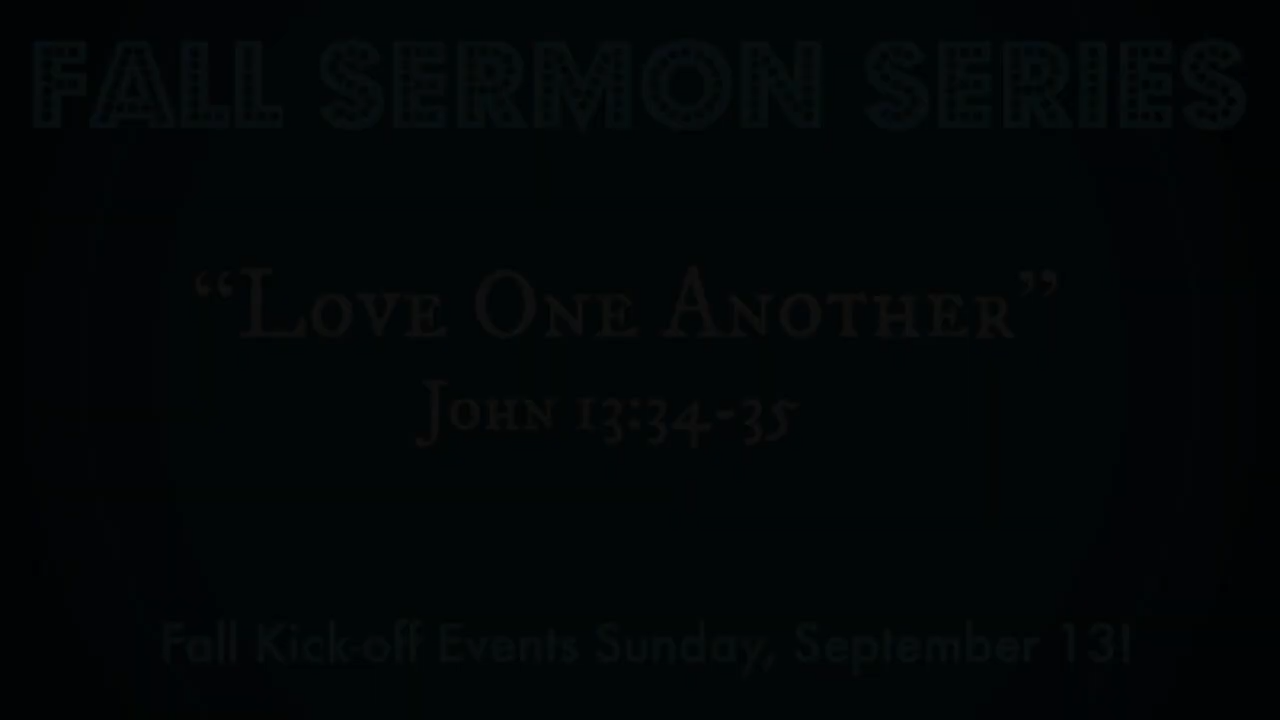 FALL SERMON SERIES
“Love One Another”
John 13:34-35
Fall Kick-off Events Sunday, September 13!